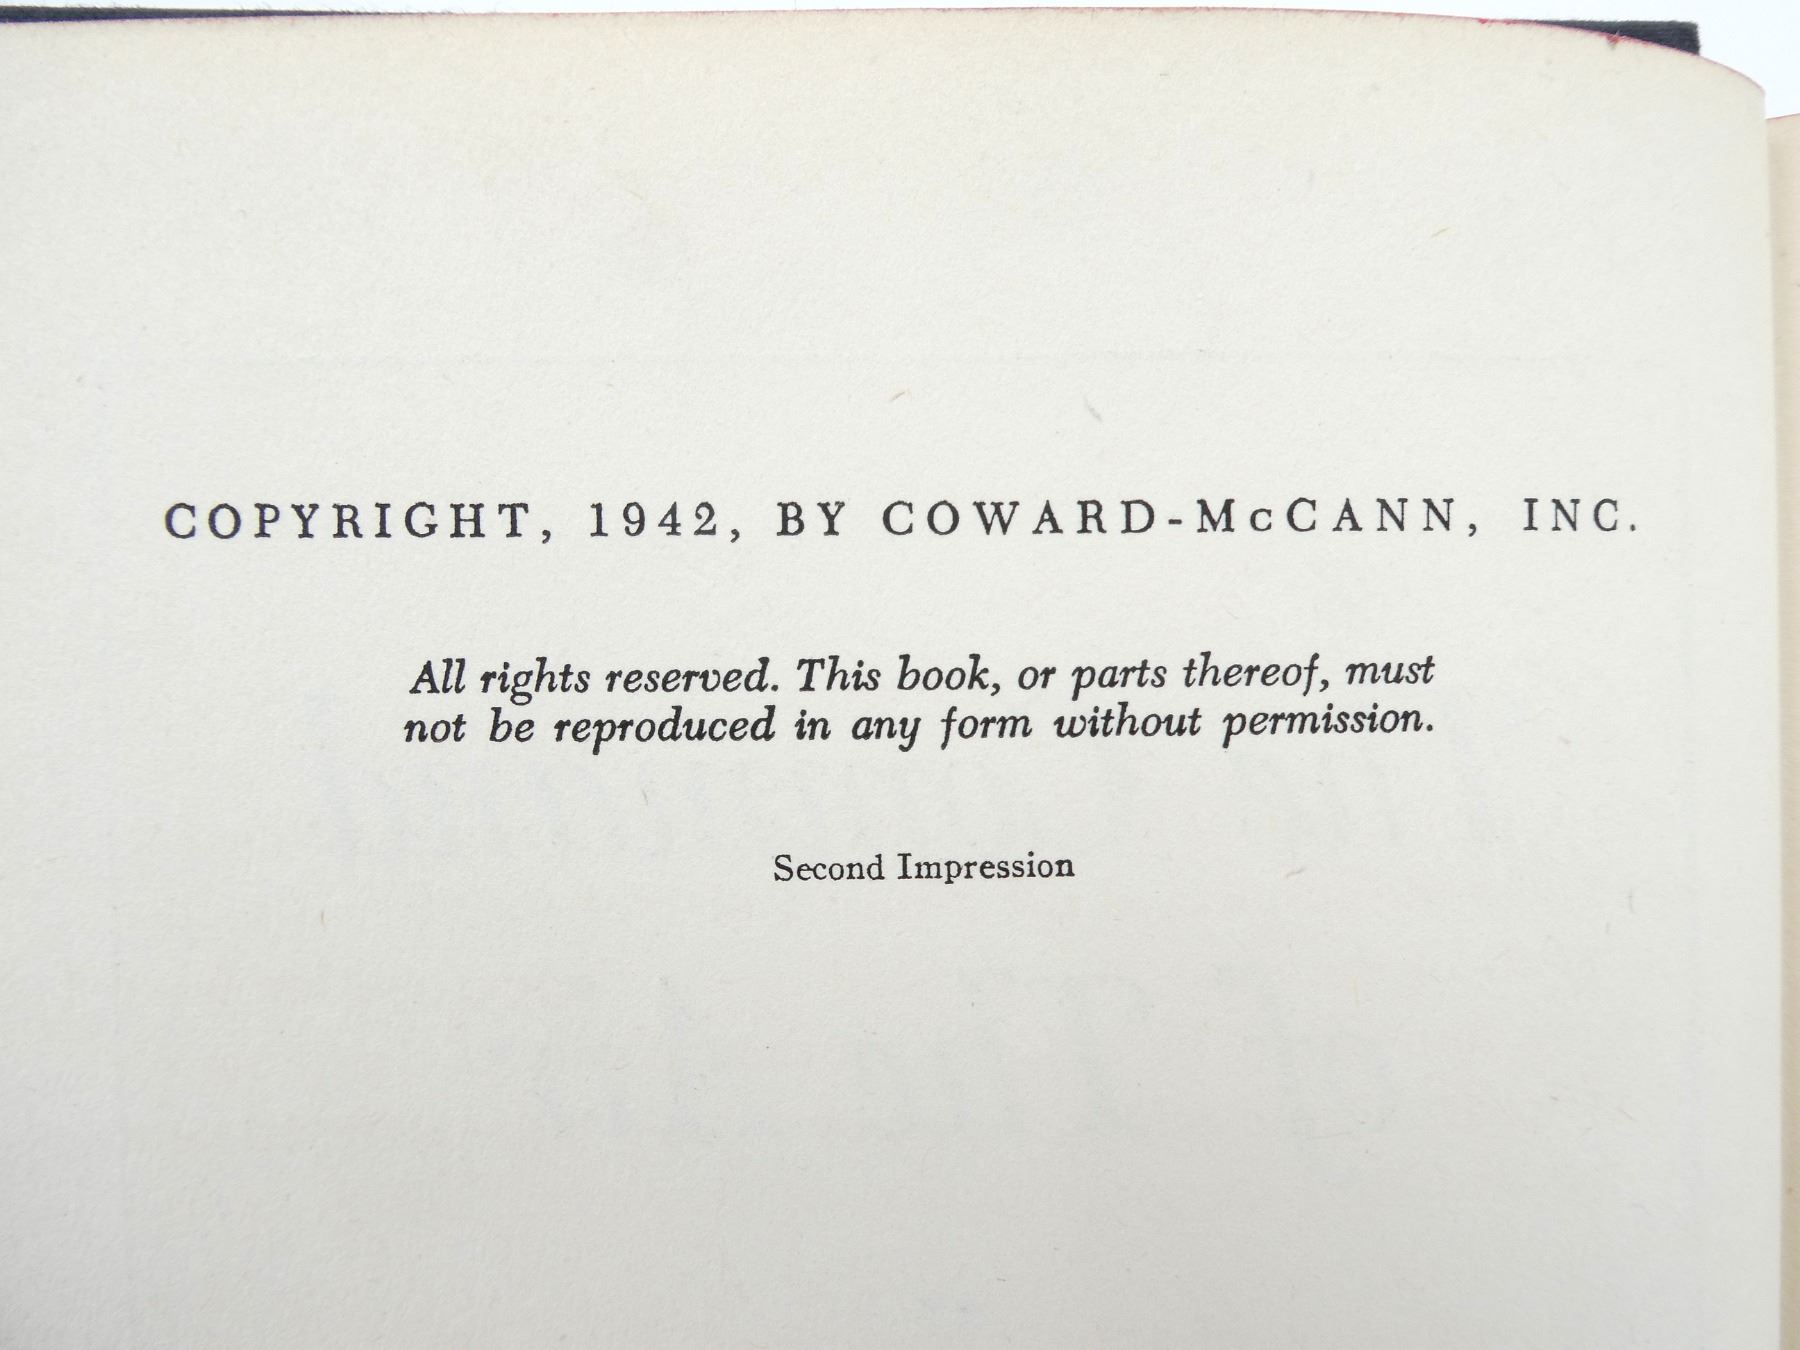 COPYRIGHT, 1942, BY COWARD-McCANN, INC.
All rights reserved. This book, or parts thereof, must
not be reproduced in any form without permission.
Second Impression